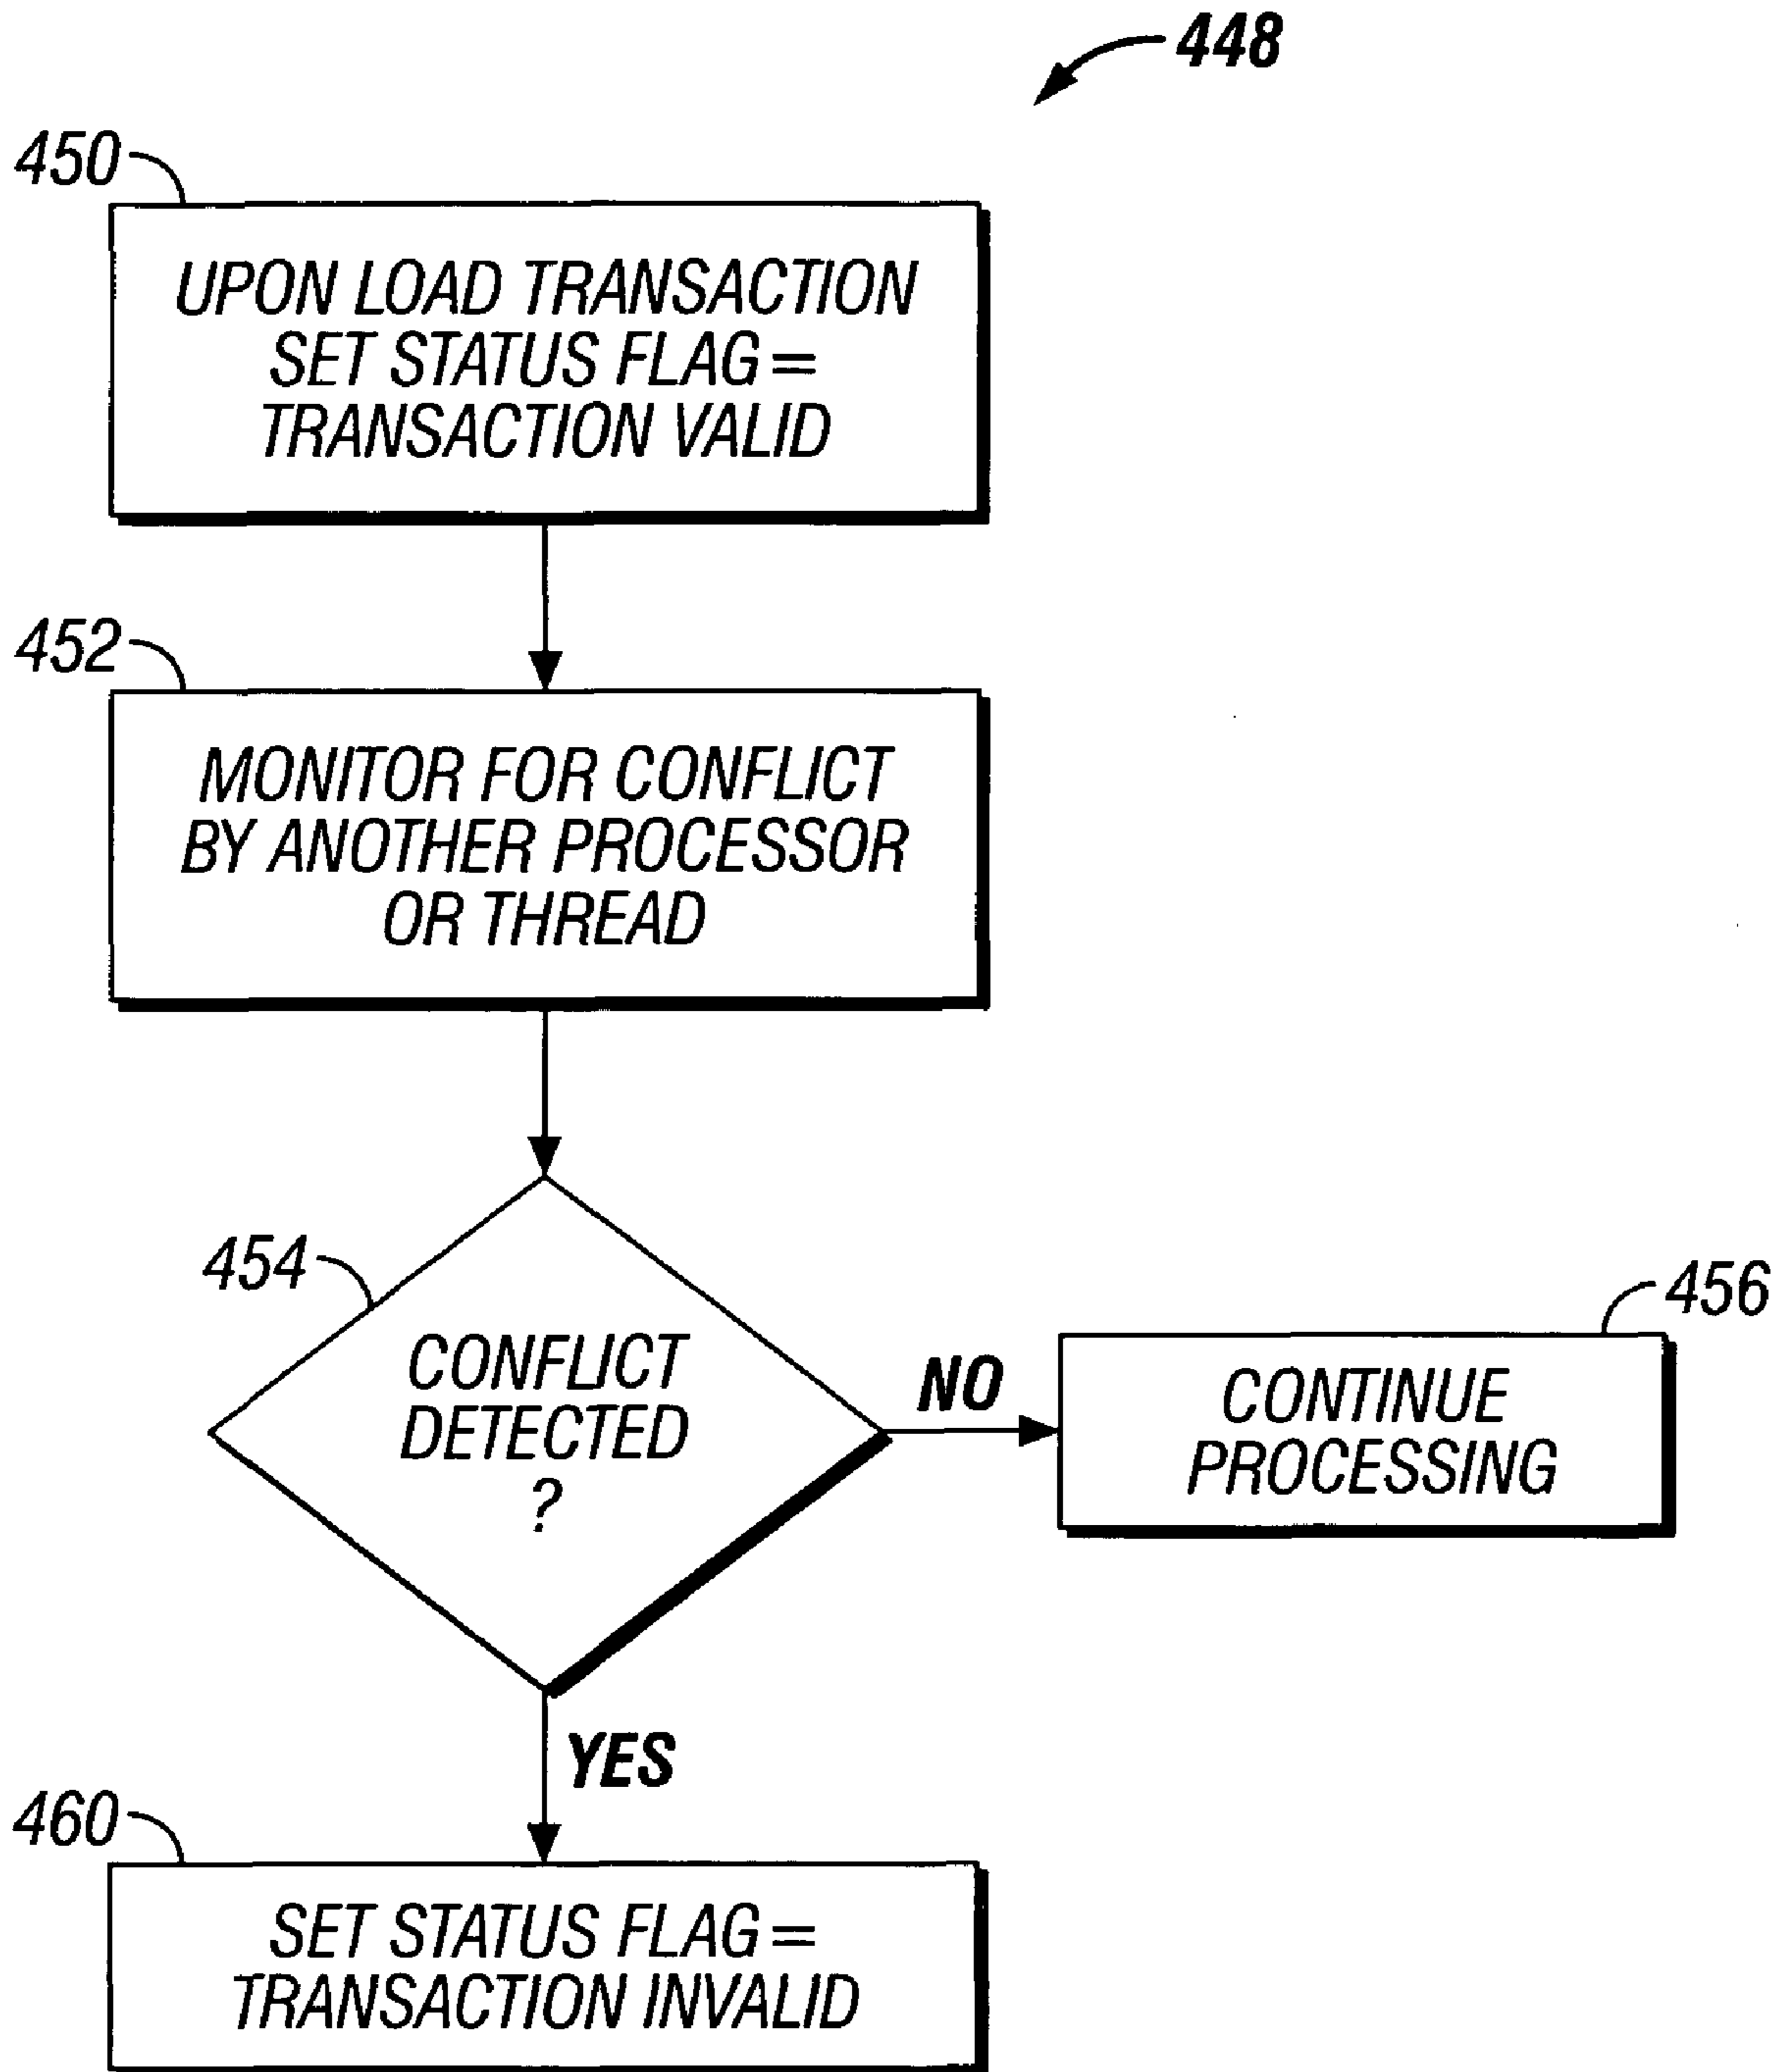 448
450
UPON LOAD TRANSACTION
SET STATUS FLAG =
TRANSACTION VALID
452
MONITOR FOR CONFLICT
BY ANOTHER PROCESSOR
OR THREAD
454
CONFLICT
DETECTED
?
NO
456
CONTINUE
PROCESSING
YES
460
SET STATUS FLAG =
TRANSACTION INVALID